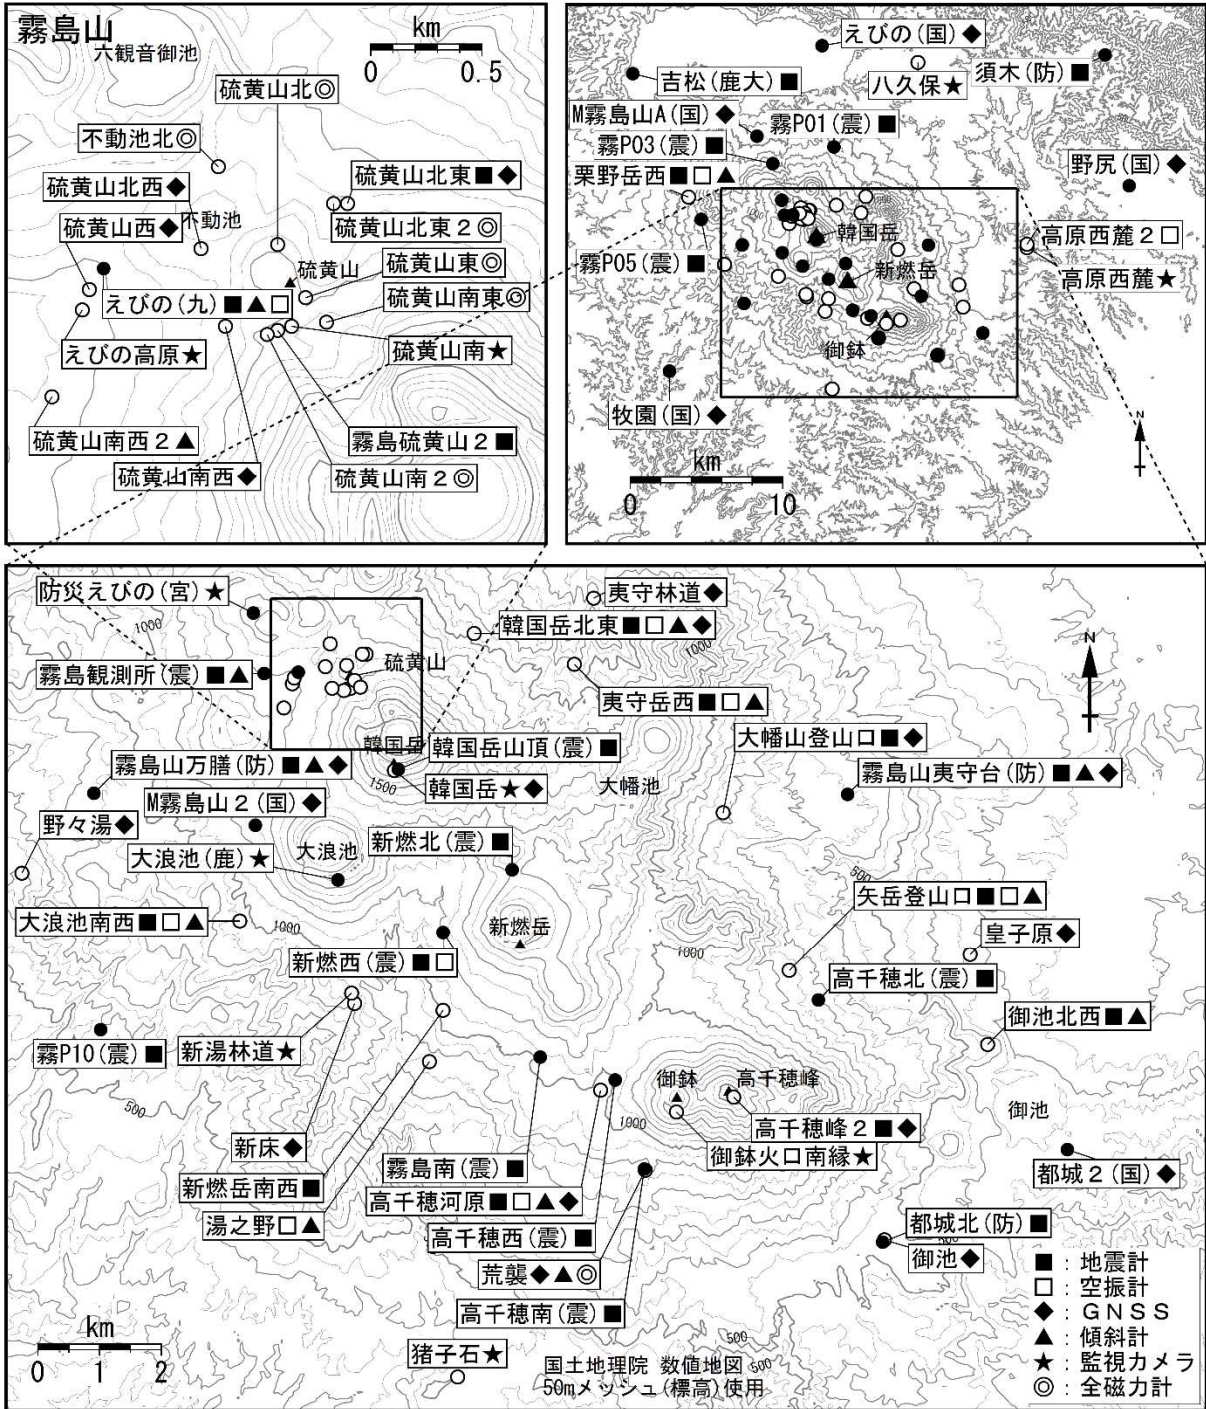 霧島山
六観音御池
km
0 0.5
硫黄山北◎
不動池北◎
硫黄山北西◆
不動池
硫黄山北東■◆
硫黄山西◆
硫黄山北東2◎
硫黄山
硫黄山東◎
えびの(九)■▲□
硫黄山南東◎
えびの高原★
硫黄山南★
硫黄山南西2▲
霧島硫黄山2■
硫黄山南西◆
硫黄山南2◎
えびの(国)◆
吉松(鹿大)■
八久保★
須木(防)■
M霧島山A(国)◆
霧P01(震)■
霧P03(震)■
栗野岳西■□▲
野尻(国)◆
韓国岳
高原西麓2□
霧P05(震)■
新燃岳
高原西麓★
御鉢
牧園(国)◆
km
0 10
N
防災えびの(宮)★
1000
夷守林道◆
韓国岳北東■□▲◆
1000
N
霧島観測所(震)■▲
硫黄山
夷守岳西■□▲
韓国岳
韓国岳山頂(震)■
大幡山登山口■◆
霧島山万膳(防)■▲◆
1500
韓国岳★◆
大幡池
霧島山夷守台(防)■▲◆
M霧島山2(国)◆
野々湯◆
大浪池(鹿)★
大浪池
新燃北(震)■
500
矢岳登山口■□▲
大浪池南西■□▲
1000
新燃岳
皇子原◆
新燃西(震)■□
1000
高千穂北(震)■
御池北西■▲
霧P10(震)■
新湯林道★
500
御鉢
高千穂峰
御池
1000
高千穂峰2■◆
新床◆
霧島南(震)■
御鉢火口南縁★
都城2(国)◆
新燃岳南西■
高千穂河原■□▲◆
湯之野□▲
高千穂西(震)■
都城北(防)■
500
御池◆
荒襲◆▲◎
高千穂南(震)■
km
0 1 2
猪子石★
500
500
国土地理院 数値地図
50mメッシュ(標高)使用
■:地震計
□:空振計
◆:GNSS
▲:傾斜計
★:監視カメラ
◎:全磁力計